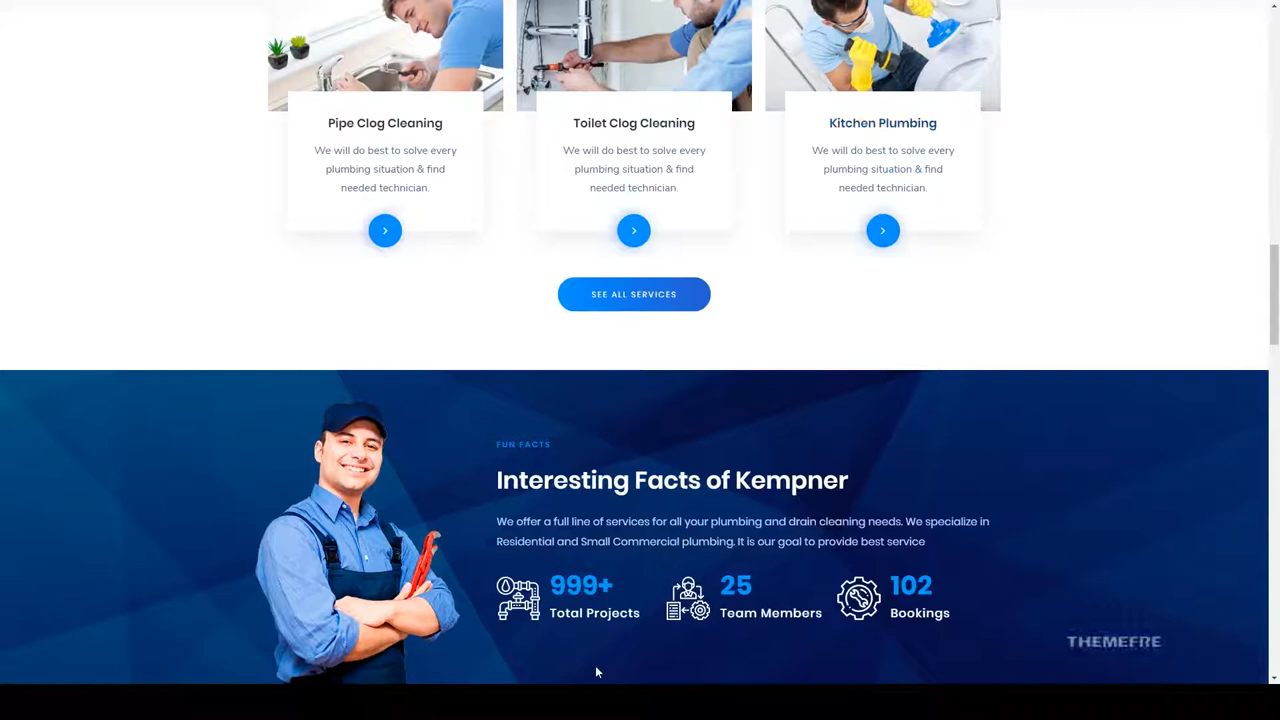 Pipe Clog Cleaning
We will do best to solve every
plumbing situation & find
needed technician.
Toilet Clog Cleaning
We will do best to solve every
plumbing situation & find
needed technician.
Kitchen Plumbing
We will do best to solve every
plumbing situation & find
needed technician.
SEE ALL SERVICES
FUN FACTS
Interesting Facts of Kempner
We offer a full line of services for all your plumbing and drain cleaning needs. We specialize in
Residential and Small Commercial plumbing. It is our goal to provide best service
999+
Total Projects
25
Team Members
102
Bookings
THEMEFRE